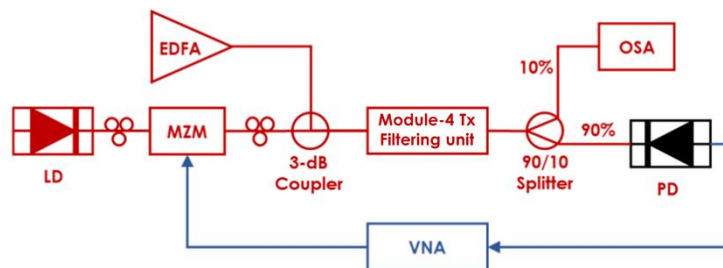 EDFA
OSA
10%
MZM
Module-4 Tx
Filtering unit
90%
LD
3-dB
Coupler
90/10
Splitter
PD
VNA